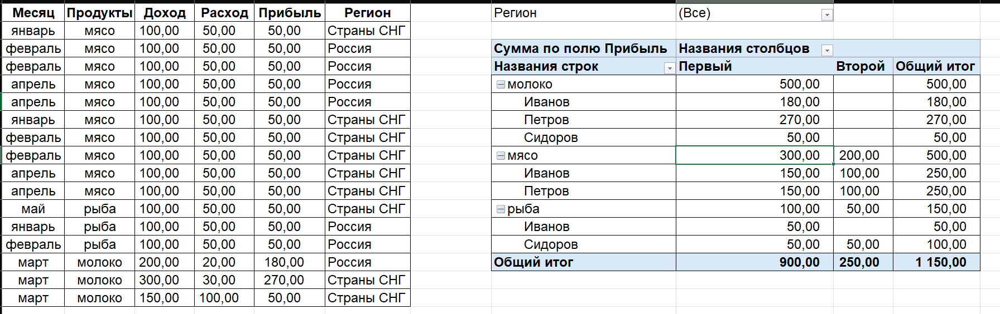 Месяц Продукты Доход Расход Прибыль Регион
январь мясо 100,00 50,00 50,00 Страны СНГ
февраль мясо 100,00 50,00 50,00 Россия
февраль мясо 100,00 50,00 50,00 Россия
апрель мясо 100,00 50,00 50,00 Россия
апрель мясо 100,00 50,00 50,00 Россия
январь мясо 100,00 50,00 50,00 Страны СНГ
февраль мясо 100,00 50,00 50,00 Страны СНГ
февраль мясо 100,00 50,00 50,00 Страны СНГ
апрель мясо 100,00 50,00 50,00 Страны СНГ
апрель мясо 100,00 50,00 50,00 Страны СНГ
май рыба 100,00 50,00 50,00 Страны СНГ
январь рыба 100,00 50,00 50,00 Россия
февраль рыба 100,00 50,00 50,00 Россия
март молоко 200,00 20,00 180,00 Россия
март молоко 300,00 30,00 270,00 Страны СНГ
март молоко 150,00 100,00 50,00 Страны СНГ
Регион (Все)
Сумма по полю Прибыль Названия столбцов
Названия строк Первый Второй Общий итог
молоко 500,00 500,00
Иванов 180,00 180,00
Петров 270,00 270,00
Сидоров 50,00 50,00
мясо 300,00 200,00 500,00
Иванов 150,00 100,00 250,00
Петров 150,00 100,00 250,00
рыба 100,00 50,00 150,00
Иванов 50,00 50,00
Сидоров 50,00 50,00 100,00
Общий итог 900,00 250,00 1 150,00